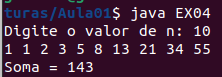 turas/Aula01$ java EX04
Digite o valor de n: 10
1 1 2 3 5 8 13 21 34 55
Soma = 143